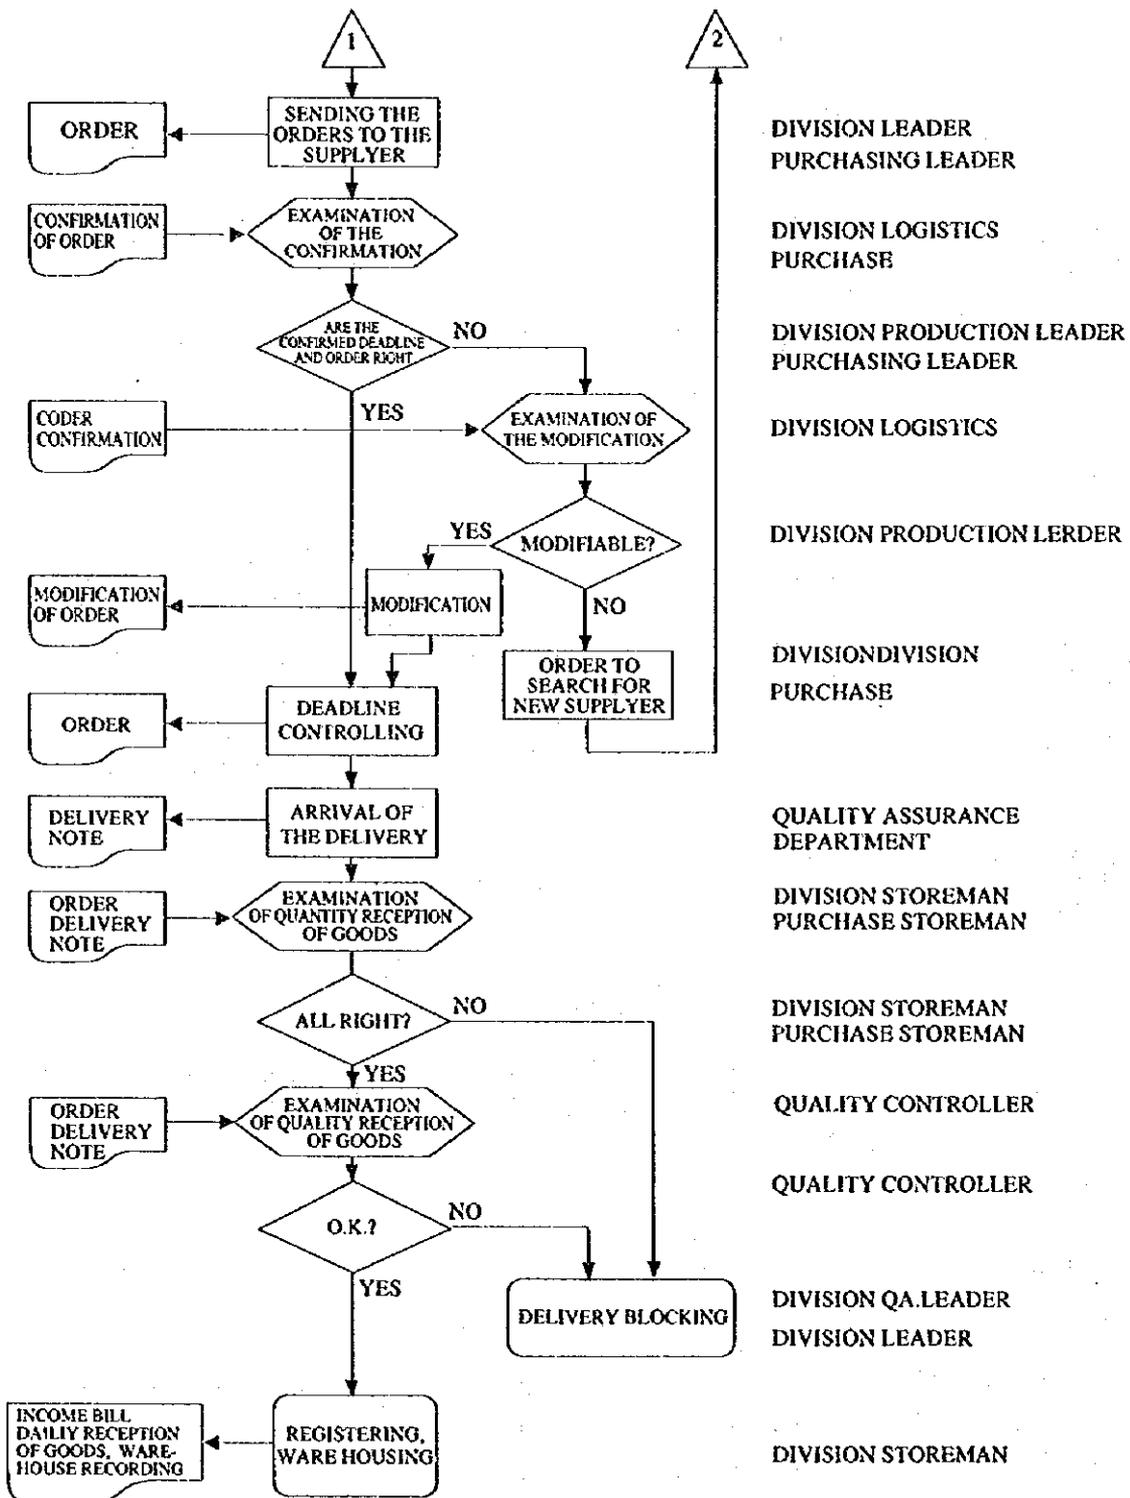 1
2
SENDING THE
ORDERS TO THE
SUPPLYER
ORDER
DIVISION LEADER
PURCHASING LEADER
CONFIRMATION
OF ORDER
EXAMINATION
OF THE
CONFIRMATION
DIVISION LOGISTICS
PURCHASE
ARE THE
CONFIRMED DEADLINE
AND ORDER RIGHT
NO
DIVISION PRODUCTION LEADER
PURCHASING LEADER
YES
CODER
CONFIRMATION
EXAMINATION OF
THE MODIFICATION
DIVISION LOGISTICS
YES
MODIFIABLE?
DIVISION PRODUCTION LERDER
MODIFICATION
OF ORDER
MODIFICATION
NO
ORDER TO
SEARCH FOR
NEW SUPPLYER
DIVISIONDIVISION
PURCHASE
ORDER
DEADLINE
CONTROLLING
DELIVERY
NOTE
ARRIVAL OF
THE DELIVERY
QUALITY ASSURANCE
DEPARTMENT
ORDER
DELIVERY
NOTE
EXAMINATION
OF QUANTITY RECEPTION
OF GOODS
DIVISION STOREMAN
PURCHASE STOREMAN
ALL RIGHT?
NO
DIVISION STOREMAN
PURCHASE STOREMAN
YES
ORDER
DELIVERY
NOTE
EXAMINATION
OF QUALITY RECEPTION
OF GOODS
QUALITY CONTROLLER
QUALITY CONTROLLER
O.K.?
NO
YES
DELIVERY BLOCKING
DIVISION QA.LEADER
DIVISION LEADER
INCOME BILL
DAILIY RECEPTION
OF GOODS, WARE-
HOUSE RECORDING
REGISTERING,
WARE HOUSING
DIVISION STOREMAN